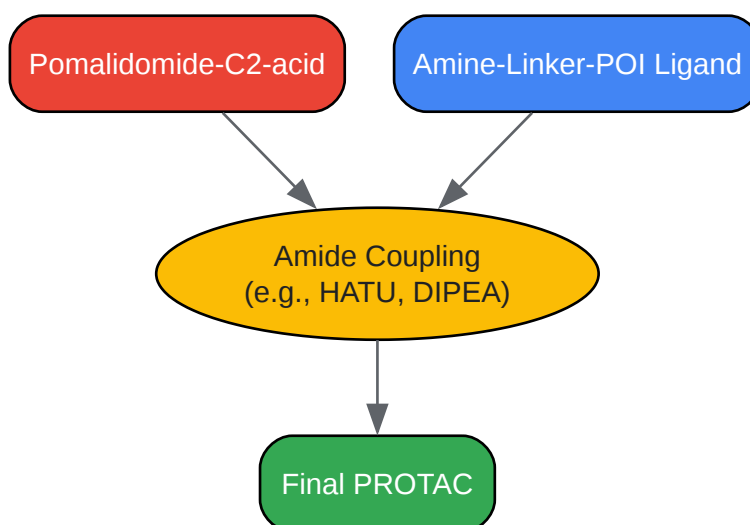 Pomalidomide-C2-acid
Amine-Linker-POI Ligand
Amide Coupling
(e.g., HATU, DIPEA)
Final PROTAC